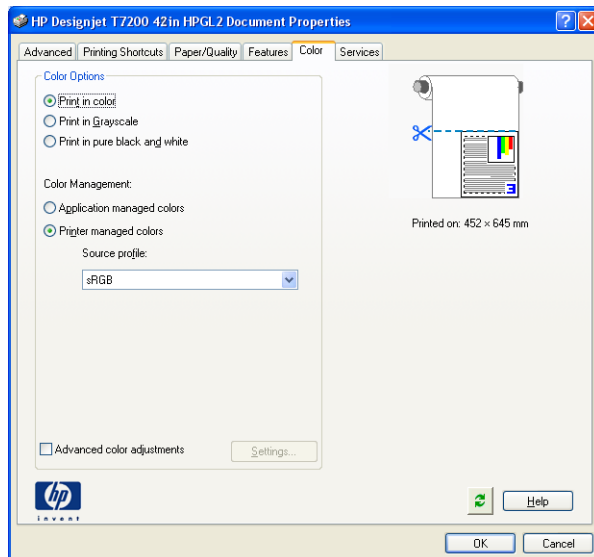 HP Designjet T7200 42in HPGL2 Document Properties
Advanced Printing Shortcuts Paper/Quality Features Color Services
Color Options
Print in color
Print in Grayscale
Print in pure black and white
Color Management:
Application managed colors
Printer managed colors
Source profile:
sRGB
Advanced color adjustments
Settings...
3
Printed on: 452 × 645 mm
hp
invent
Help
OK
Cancel